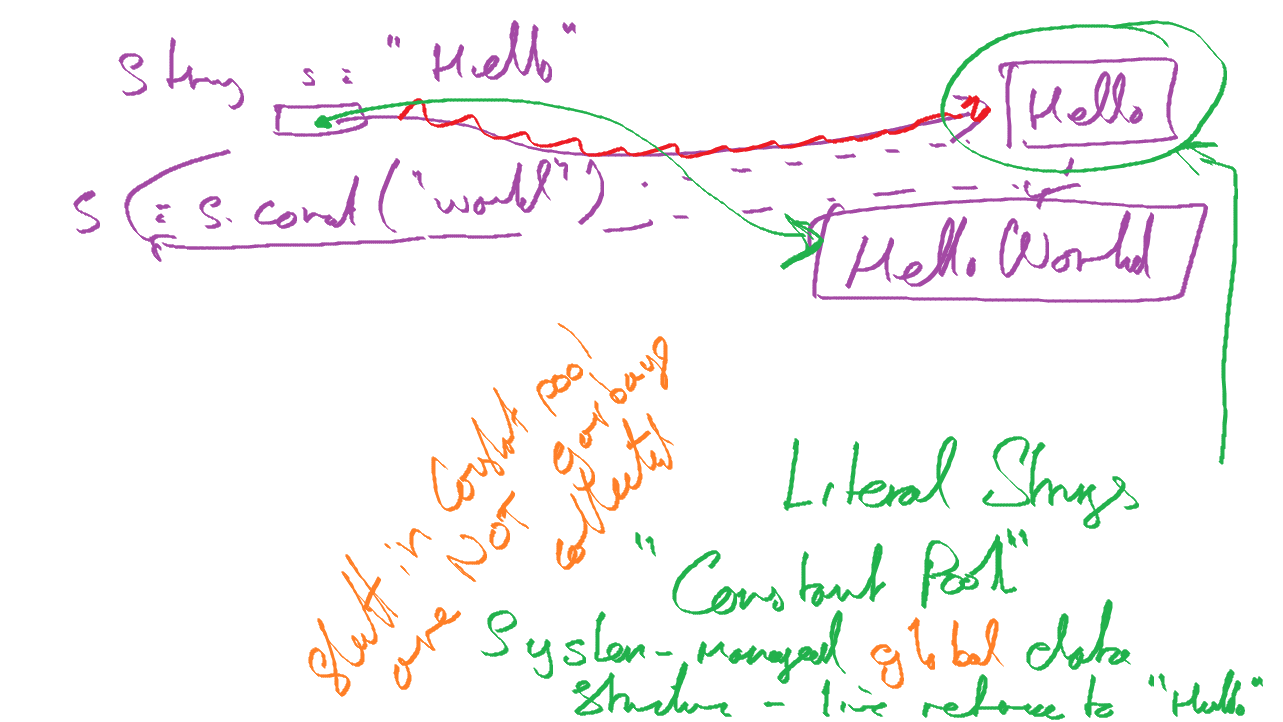 String s = "Hello"
Hello
s = s.concat("world")
Hello World
Stuff in Constant pool
are NOT garbage
collected
Literal Strings
"Constant Pool"
System-managed global data
structure - live reference to "Hello"